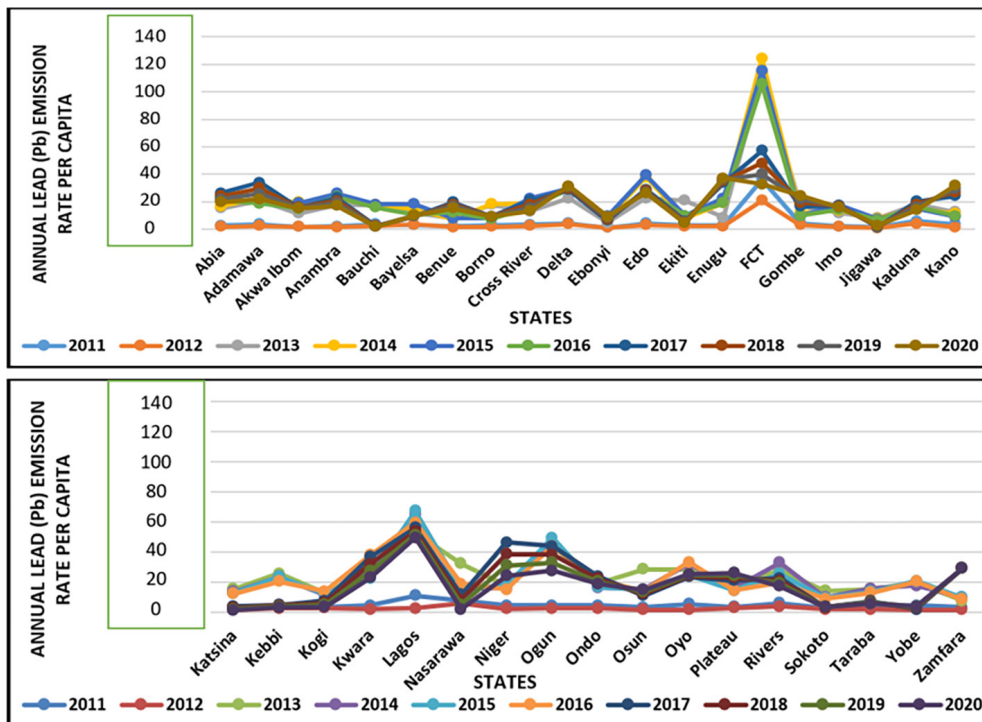 ANNUAL LEAD (Pb) EMISSION
RATE PER CAPITA
140
120
100
80
60
40
20
0
Abia
Adamawa
Akwa Ibom
Anambra
Bauchi
Bayelsa
Benue
Borno
Cross River
Delta
Ebonyi
Edo
Ekiti
Enugu
FCT
Gombe
Imo
Jigawa
Kaduna
Kano
STATES
2011 2012 2013 2014 2015 2016 2017 2018 2019 2020
ANNUAL LEAD (Pb) EMISSION
RATE PER CAPITA
140
120
100
80
60
40
20
0
Katsina
Kebbi
Kogi
Kwara
Lagos
Nasarawa
Niger
Ogun
Ondo
Osun
Oyo
Plateau
Rivers
Sokoto
Taraba
Yobe
Zamfara
STATES
2011 2012 2013 2014 2015 2016 2017 2018 2019 2020